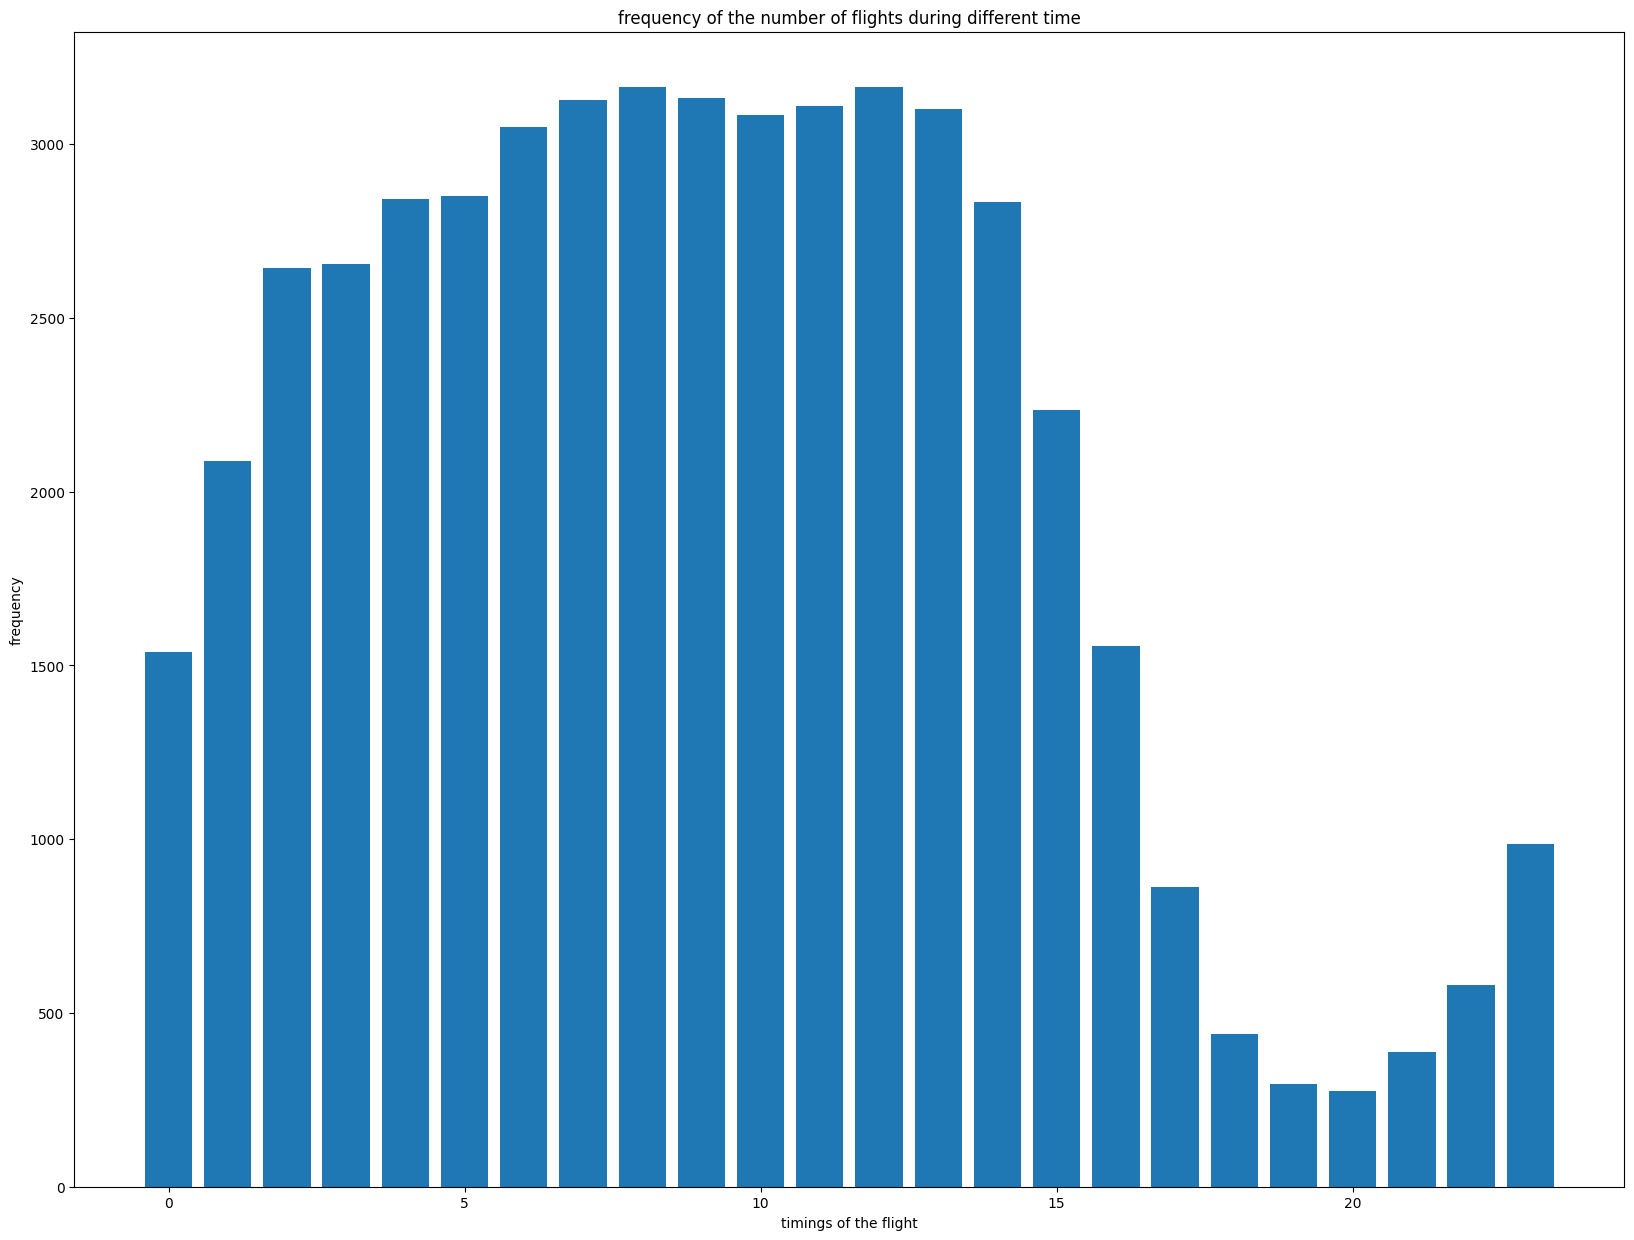 frequency of the number of flights during different time
3000
2500
2000
1500
1000
500
0
frequency
0 5 10 15 20
timings of the flight